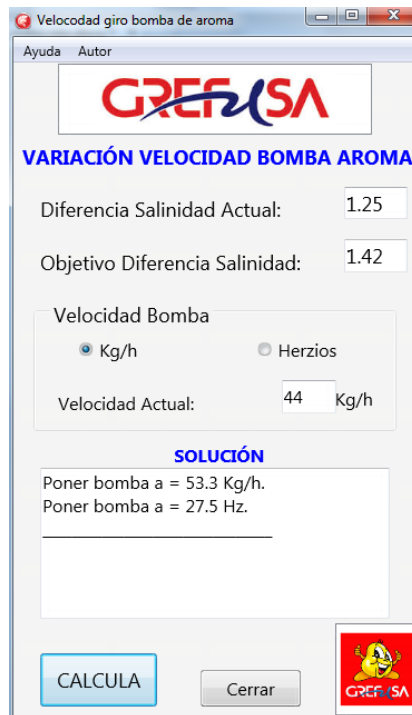 Velocodad giro bomba de aroma
Ayuda Autor
GREFUSA
VARIACIÓN VELOCIDAD BOMBA AROMA
Diferencia Salinidad Actual: 1.25
Objetivo Diferencia Salinidad: 1.42
Velocidad Bomba
Kg/h Herzios
Velocidad Actual: 44 Kg/h
SOLUCIÓN
Poner bomba a = 53.3 Kg/h.
Poner bomba a = 27.5 Hz.
CALCULA Cerrar
GREFUSA